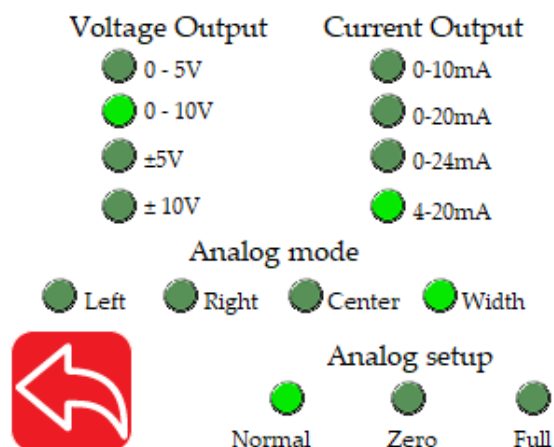 Voltage Output Current Output
0 - 5V 0-10mA
0 - 10V 0-20mA
±5V 0-24mA
± 10V 4-20mA
Analog mode
Left Right Center Width
Analog setup
Normal Zero Full